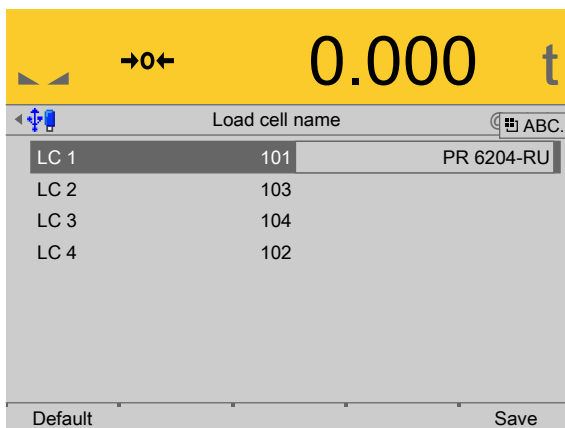 →0← 0.000 t
Load cell name @ ABC.
LC 1 101 PR 6204-RU
LC 2 103
LC 3 104
LC 4 102
Default Save